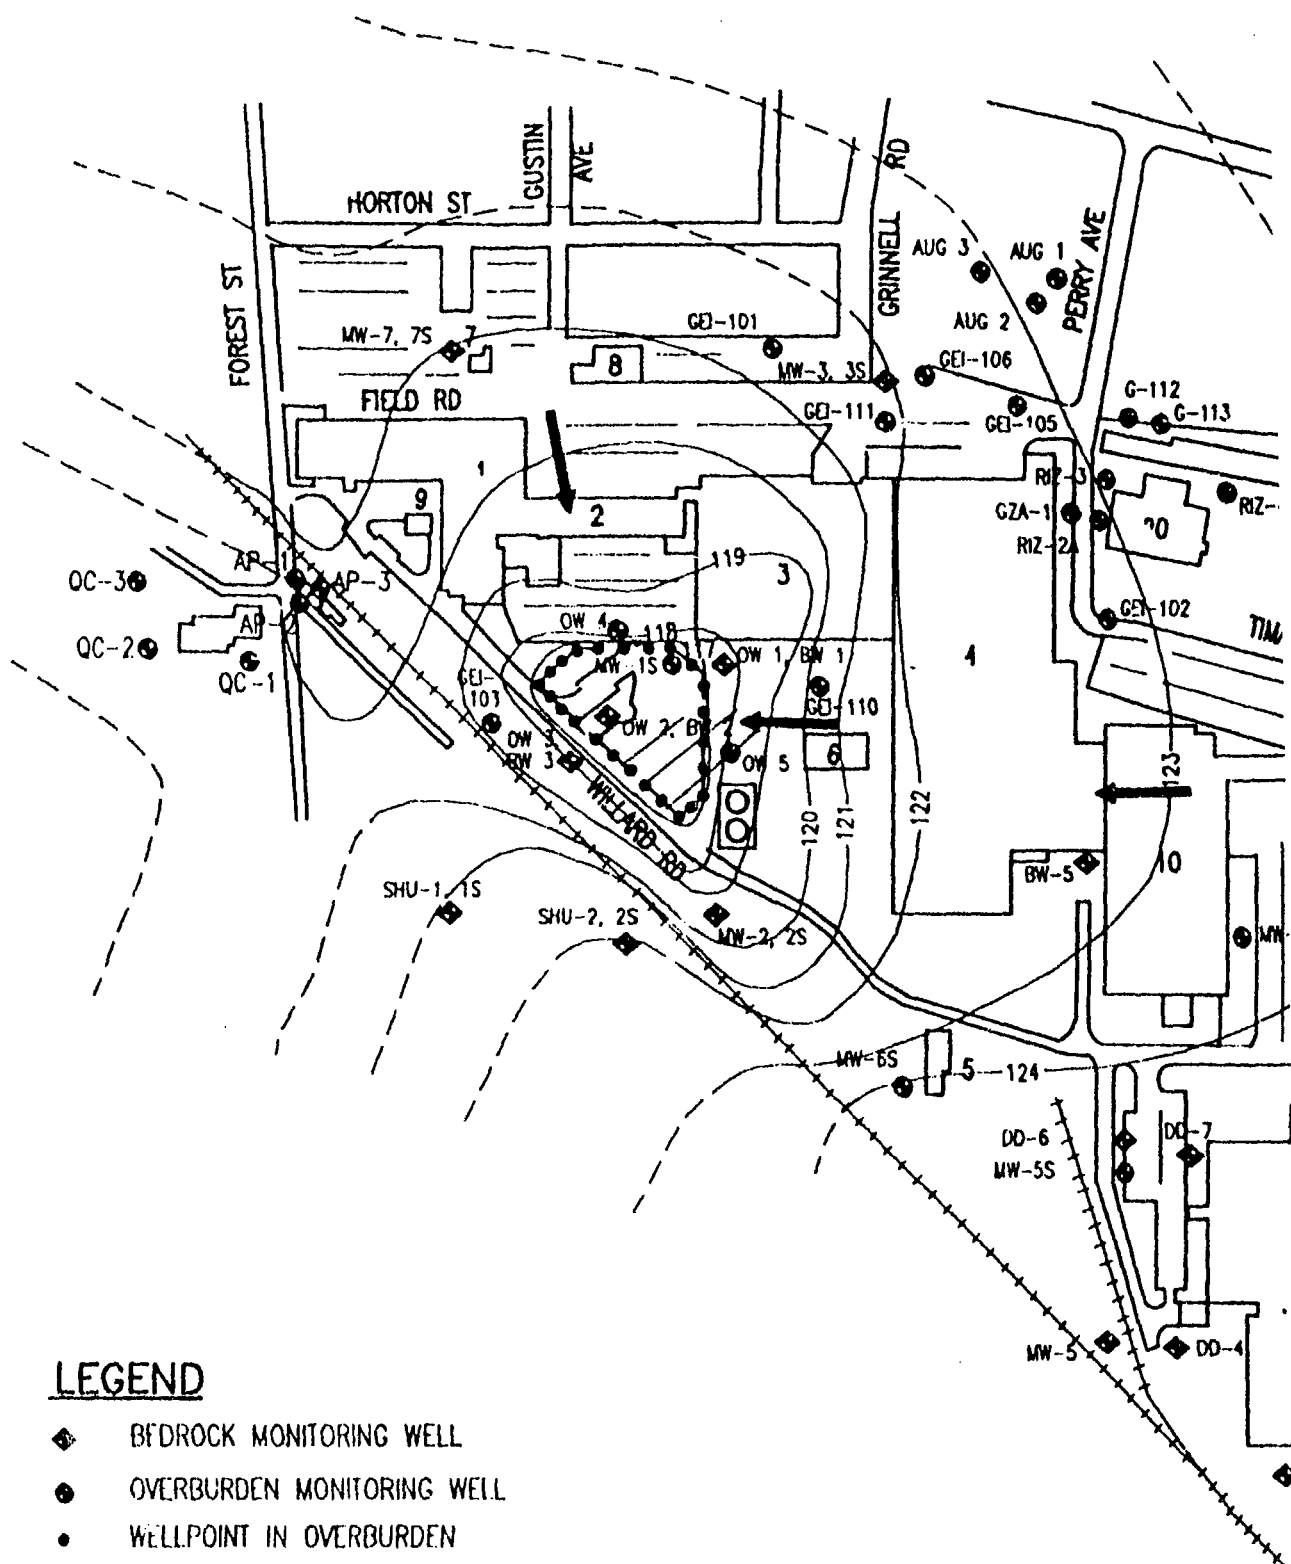 GUSTIN AVE
GRINNELL RD
HORTON ST
FOREST ST
PERRY AVE
AUG 3
AUG 1
AUG 2
MW-7, 7S
7
GEI-101
8
MW-3, 3S
GEI-106
FIELD RD
GEI-111
GEI-105
G-112
G-113
1
RIZ-3
9
2
GZA-1
RIZ-
RIZ-2A
119
3
QC-3
AP-1
AP-3
GEI-102
OW 4
118
AP-2
QC-2
MW-1S
OW 1, BW 1
4
QC-1
GEI-103
GEI-110
OW 2, BW
OW 3
BW 3
OW 5
6
123
WILLARD RD
120
121
122
10
BW-5
SHU-1, 1S
SHU-2, 2S
MW-2, 2S
MW-
MW-6S
5
124
DD-6
DD-7
MW-5S
MW-5
DD-4
LEGEND
BEDROCK MONITORING WELL
OVERBURDEN MONITORING WELL
WELLPOINT IN OVERBURDEN